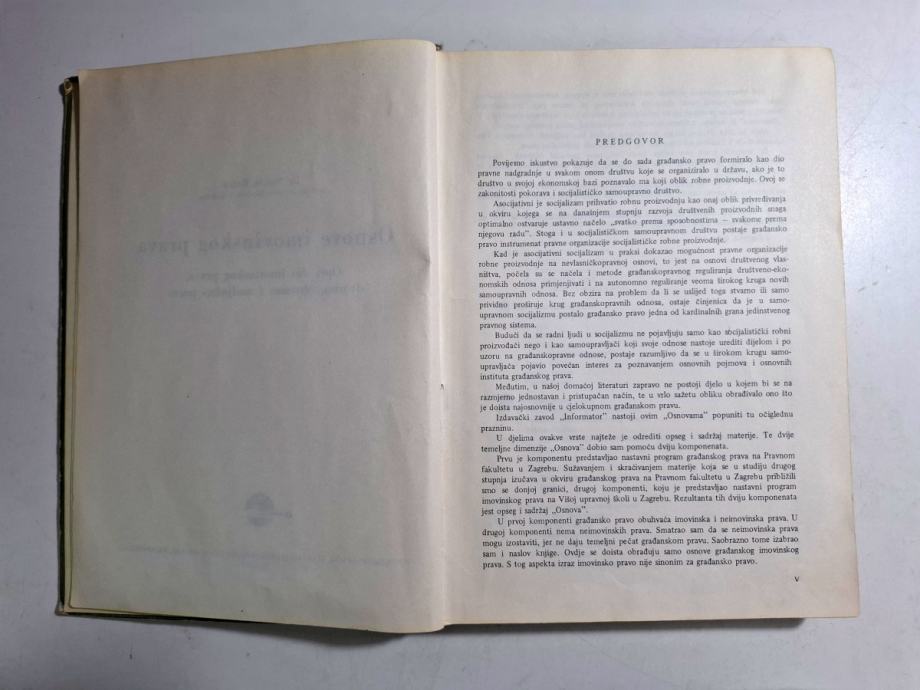 Osnove imovinskog prava
PREDGOVOR
Povijesno iskustvo pokazuje da se do sada građansko pravo formiralo kao dio
pravne nadgradnje u svakom onom društvu koje se organiziralo u državu, ako je to
društvo u svojoj ekonomskoj bazi poznavalo ma koji oblik robne proizvodnje. Ovoj se
zakonitosti pokorava i socijalističko samoupravno društvo.
Asocijativni je socijalizam prihvatio robnu proizvodnju kao onaj oblik privređivanja
u okviru kojega se na današnjem stupnju razvoja društvenih proizvodnih snaga
optimalno ostvaruje ustavno načelo „svatko prema sposobnostima – svakome prema
njegovu radu". Stoga i u socijalističkom samoupravnom društvu postaje građansko
pravo instrumenat pravne organizacije socijalističke robne proizvodnje.
Kad je asocijativni socijalizam u praksi dokazao mogućnost pravne organizacije
robne proizvodnje na nevlasničkopravnoj osnovi, to jest na osnovi društvenog vlas-
ništva, počela su se načela i metode građanskopravnog reguliranja društveno-eko-
nomskih odnosa primjenjivati i na autonomno reguliranje veoma širokog kruga novih
samoupravnih odnosa. Bez obzira na problem da li se uslijed toga stvarno ili samo
prividno proširuje krug građanskopravnih odnosa, ostaje činjenica da je u samo-
upravnom socijalizmu postalo građansko pravo jedna od kardinalnih grana jedinstvenog
pravnog sistema.
Budući da se radni ljudi u socijalizmu ne pojavljuju samo kao socijalistički robni
proizvođači nego i kao samoupravljači koji svoje odnose nastoje urediti dijelom i po
uzoru na građanskopravne odnose, postaje razumljivo da se u širokom krugu samo-
upravljača pojavio povećan interes za poznavanjem osnovnih pojmova i osnovnih
instituta građanskog prava.
Međutim, u našoj domaćoj literaturi zapravo ne postoji djelo u kojem bi se na
razmjerno jednostavan i pristupačan način, te u vrlo sažetu obliku obrađivalo ono što
je doista najosnovnije u cjelokupnom građanskom pravu.
Izdavački zavod „Informator" nastoji ovim „Osnovama" popuniti tu očiglednu
prazninu.
U djelima ovakve vrste najteže je odrediti opseg i sadržaj materije. Te dvije
temeljne dimenzije „Osnova" dobio sam pomoću dviju komponenata.
Prvu je komponentu predstavljao nastavni program građanskog prava na Pravnom
fakultetu u Zagrebu. Sužavanjem i skraćivanjem materije koja se u studiju drugog
stupnja izučava u okviru građanskog prava na Pravnom fakultetu u Zagrebu približili
smo se donjoj granici, drugoj komponenti, koju je predstavljao nastavni program
imovinskog prava na Višoj upravnoj školi u Zagrebu. Rezultanta tih dviju komponenata
jest opseg i sadržaj „Osnova".
U prvoj komponenti građansko pravo obuhvaća imovinska i neimovinska prava. U
drugoj komponenti nema neimovinskih prava. Smatrao sam da se neimovinska prava
mogu izostaviti, jer ne daju temeljni pečat građanskom pravu. Saobrazno tome izabrao
sam i naslov knjige. Ovdje se doista obrađuju samo osnove građanskog imovinskog
prava. S tog aspekta izraz imovinsko pravo nije sinonim za građansko pravo.
V